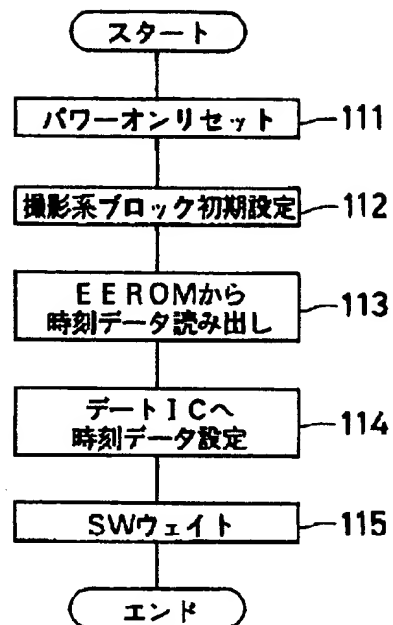 スタート
パワーオンリセット 111
撮影系ブロック初期設定 112
EEROMから
時刻データ読み出し 113
デートICへ
時刻データ設定 114
SWウェイト 115
エンド